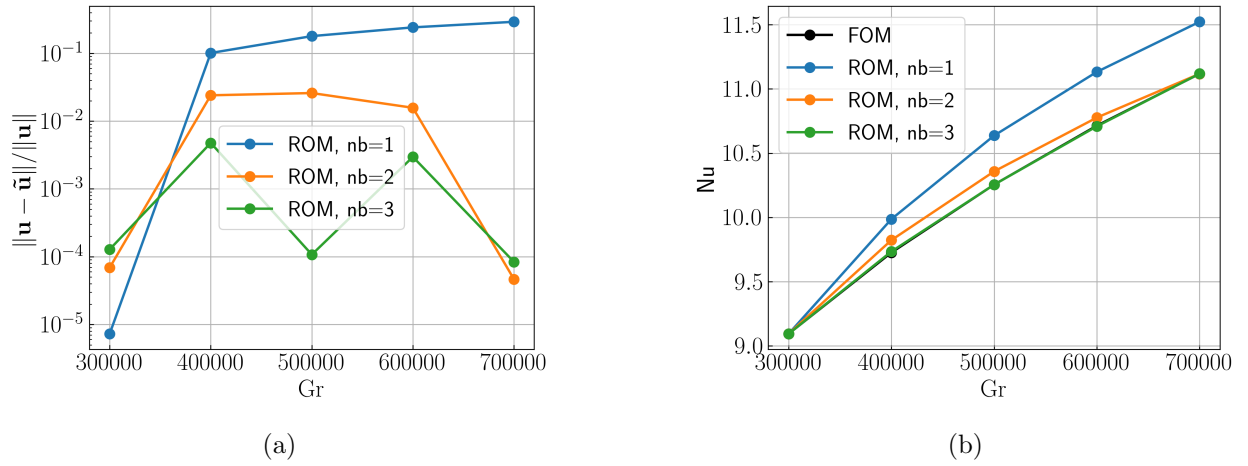 10⁻¹
10⁻²
10⁻³
10⁻⁴
10⁻⁵
‖u − ũ‖/‖u‖
ROM, nb=1
ROM, nb=2
ROM, nb=3
300000 400000 500000 600000 700000
Gr
(a)
11.5
11.0
10.5
10.0
9.5
9.0
Nu
FOM
ROM, nb=1
ROM, nb=2
ROM, nb=3
300000 400000 500000 600000 700000
Gr
(b)